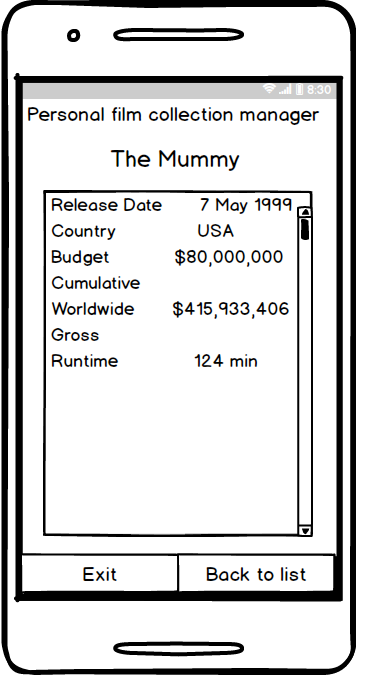 8:30
Personal film collection manager
The Mummy
Release Date 7 May 1999
Country USA
Budget $80,000,000
Cumulative
Worldwide $415,933,406
Gross
Runtime 124 min
Exit Back to list